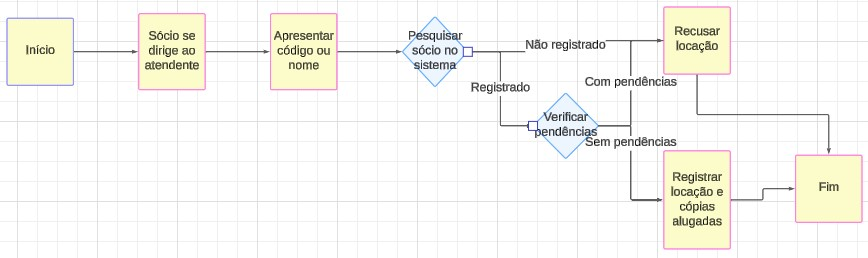 Início
Sócio se
dirige ao
atendente
Apresentar
código ou
nome
Pesquisar
sócio no
sistema
Não registrado
Registrado
Recusar
locação
Com pendências
Verificar
pendências
Sem pendências
Registrar
locação e
cópias
alugadas
Fim